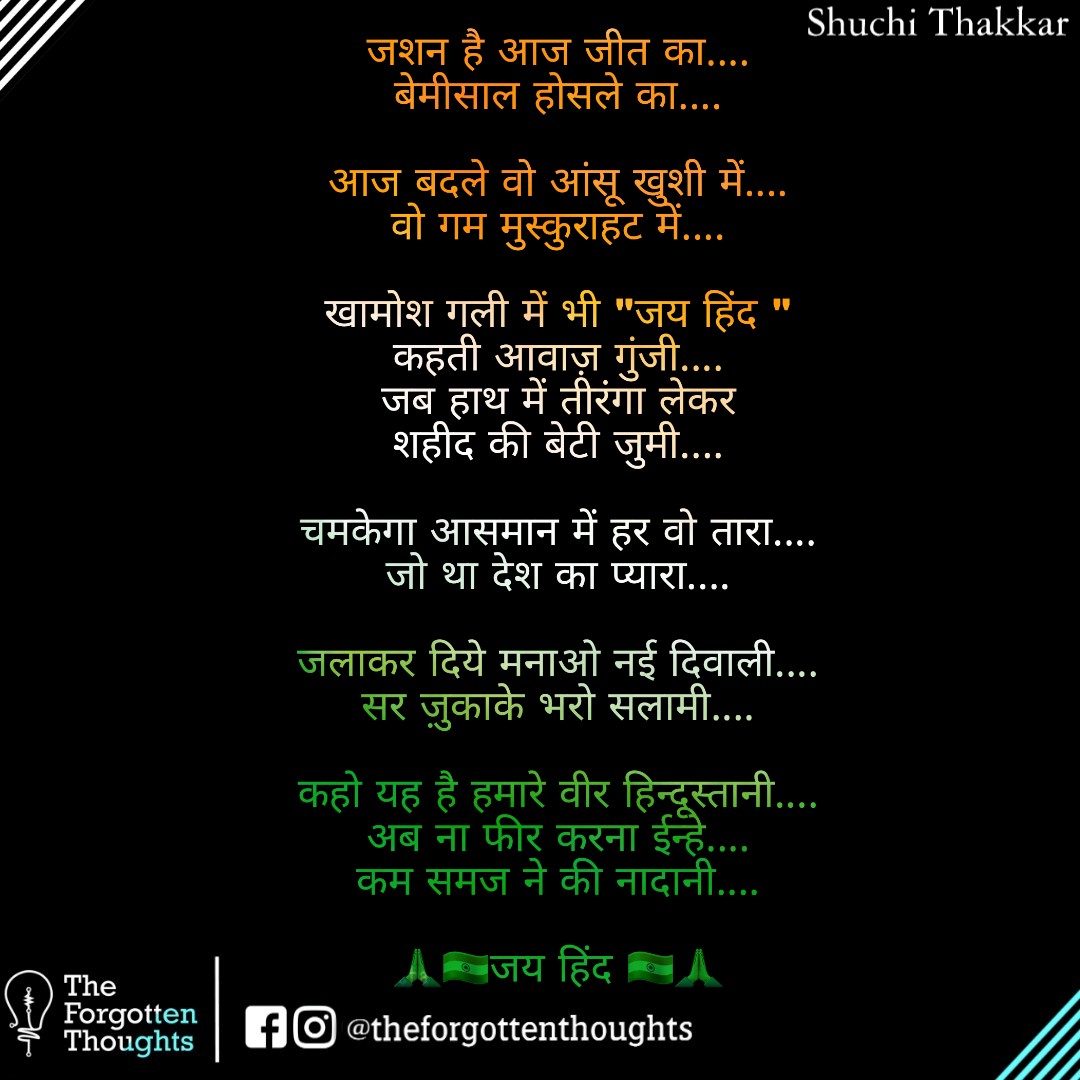 Shuchi Thakkar
जशन है आज जीत का....
बेमीसाल होसले का....
आज बदले वो आंसू खुशी में....
वो गम मुस्कुराहट में....
खामोश गली में भी "जय हिंद "
कहती आवाज़ गुंजी....
जब हाथ में तीरंगा लेकर
शहीद की बेटी जुमी....
चमकेगा आसमान में हर वो तारा....
जो था देश का प्यारा....
जलाकर दिये मनाओ नई दिवाली....
सर ज़ुकाके भरो सलामी....
कहो यह है हमारे वीर हिन्दूस्तानी....
अब ना फीर करना ईन्हे....
कम समज ने की नादानी....
🙏🇮🇳जय हिंद 🇮🇳🙏
The
Forgotten
Thoughts
@theforgottenthoughts